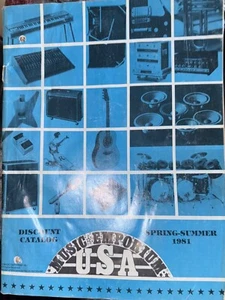 DISCOUNT
CATALOG
SPRING-SUMMER
1981
MUSIC EMPORIUM
USA